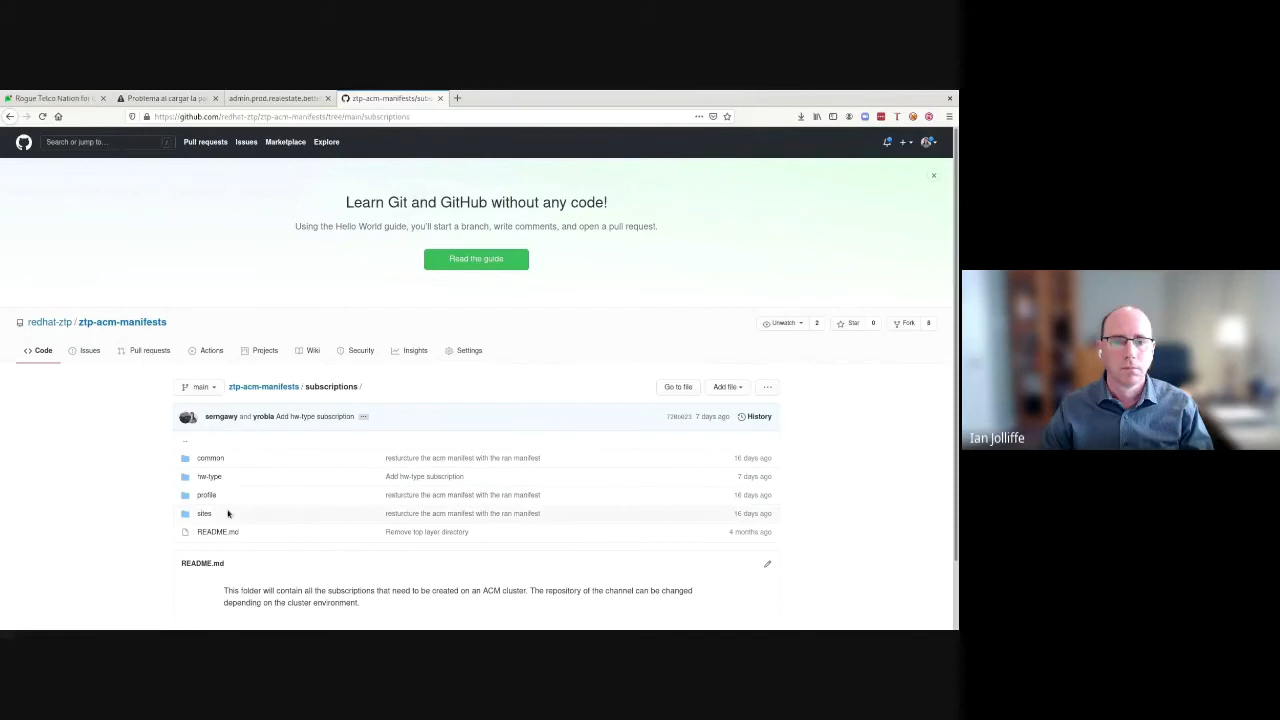 Rogue Telco Nation for
Problema al cargar la pá
admin.prod.realestate.bette
ztp-acm-manifests/subs
https://github.com/redhat-ztp/ztp-acm-manifests/tree/main/subscriptions
Search or jump to...
/
Pull requests
Issues
Marketplace
Explore
Learn Git and GitHub without any code!
Using the Hello World guide, you'll start a branch, write comments, and open a pull request.
Read the guide
redhat-ztp / ztp-acm-manifests
Unwatch 2
Star 0
Fork 8
Code
Issues
Pull requests
Actions
Projects
Wiki
Security
Insights
Settings
main
ztp-acm-manifests / subscriptions /
Go to file
Add file
...
serngawy and yrobla Add hw-type subscription
7 days ago
History
..
common resturcture the acm manifest with the ran manifest 16 days ago
hw-type Add hw-type subscription 7 days ago
profile resturcture the acm manifest with the ran manifest 16 days ago
sites resturcture the acm manifest with the ran manifest 16 days ago
README.md Remove top layer directory 4 months ago
README.md
This folder will contain all the subscriptions that need to be created on an ACM cluster. The repository of the channel can be changed
depending on the cluster environment.
Ian Jolliffe